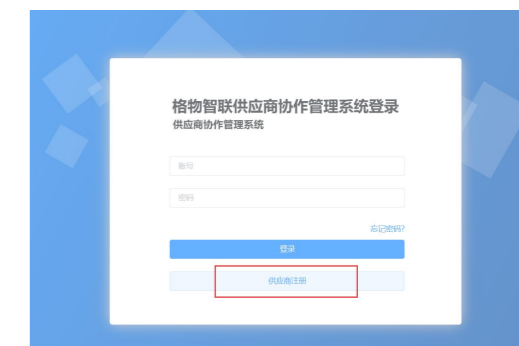 格物智联供应商协作管理系统登录
供应商协作管理系统
账号
密码
忘记密码?
登录
供应商注册